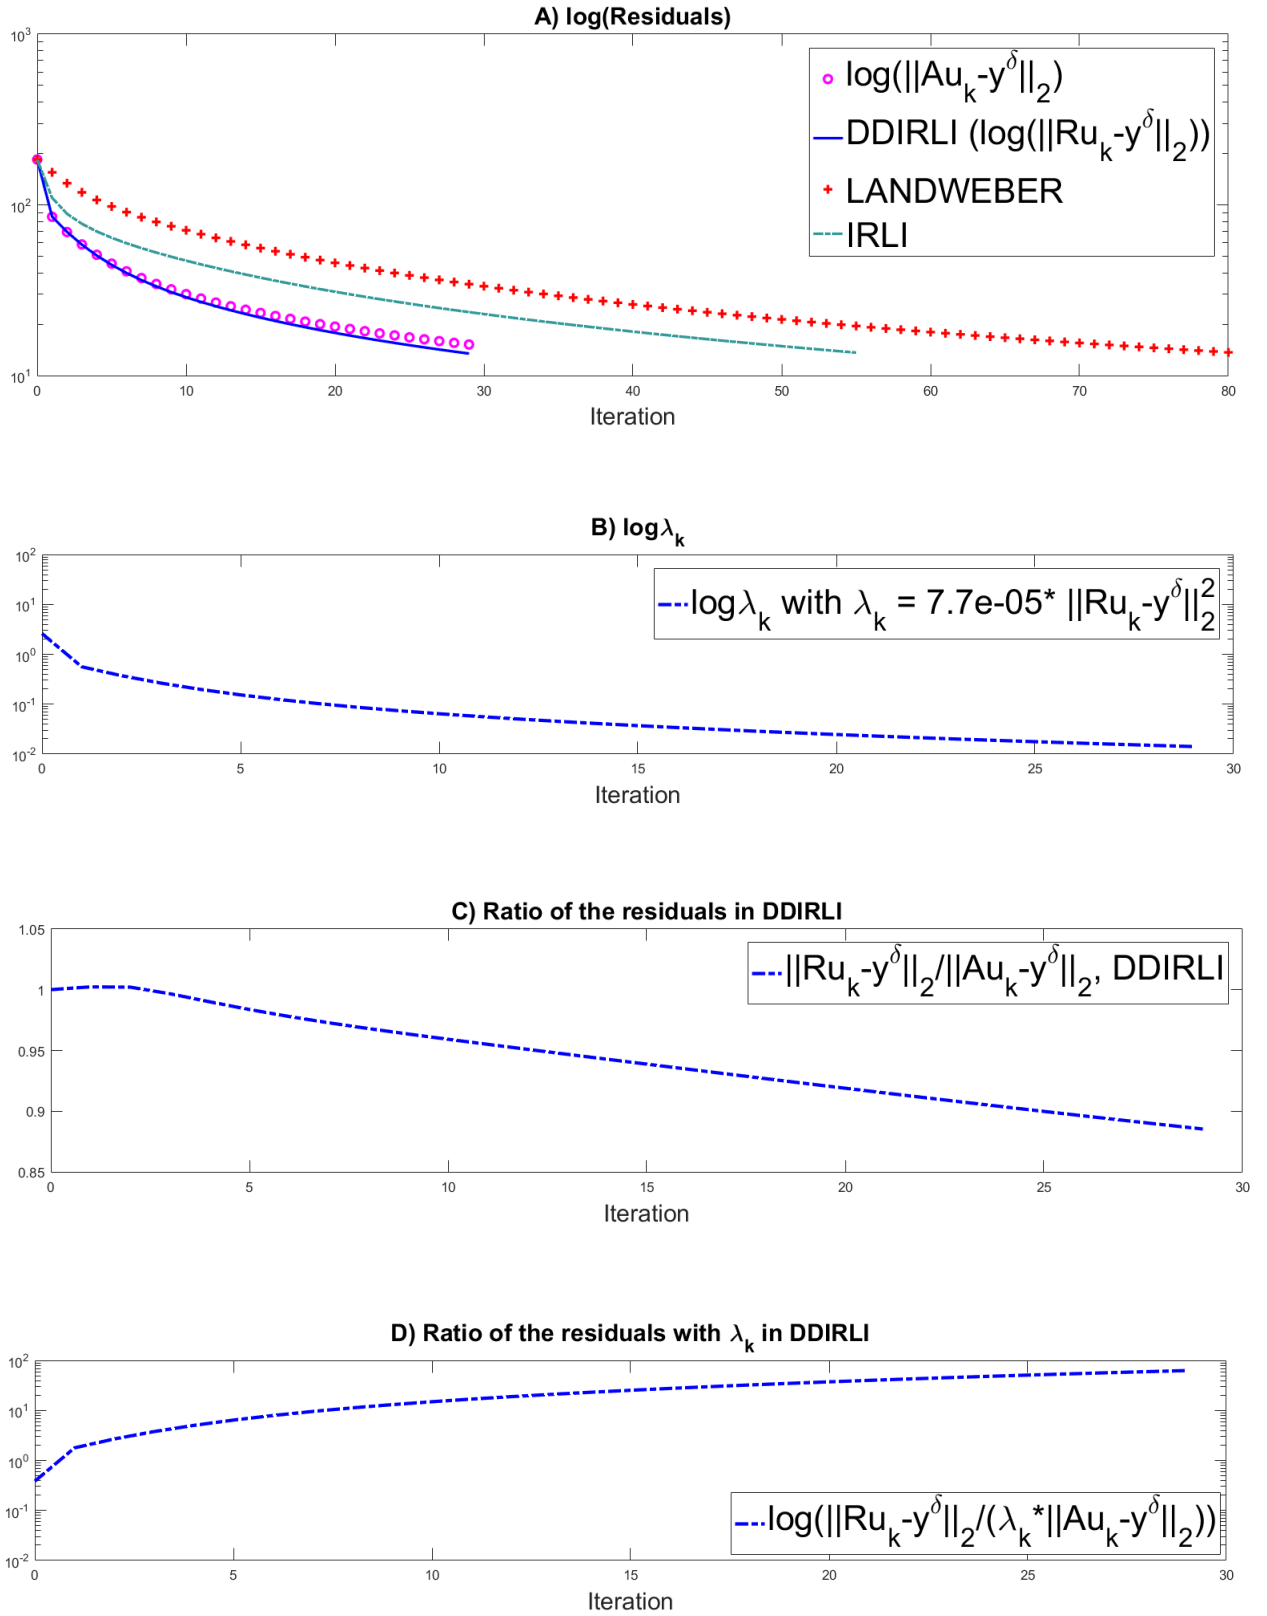 A) log(Residuals)
10^3
10^2
10^1
log(||Au_k-y^δ||_2)
DDIRLI (log(||Ru_k-y^δ||_2))
LANDWEBER
IRLI
0 10 20 30 40 50 60 70 80
Iteration
B) logλ_k
10^2
10^1
10^0
10^-1
10^-2
logλ_k with λ_k = 7.7e-05* ||Ru_k-y^δ||_2^2
0 5 10 15 20 25 30
Iteration
C) Ratio of the residuals in DDIRLI
1.05
1
0.95
0.9
0.85
||Ru_k-y^δ||_2/||Au_k-y^δ||_2, DDIRLI
0 5 10 15 20 25 30
Iteration
D) Ratio of the residuals with λ_k in DDIRLI
10^2
10^1
10^0
10^-1
10^-2
log(||Ru_k-y^δ||_2/(λ_k*||Au_k-y^δ||_2))
0 5 10 15 20 25 30
Iteration